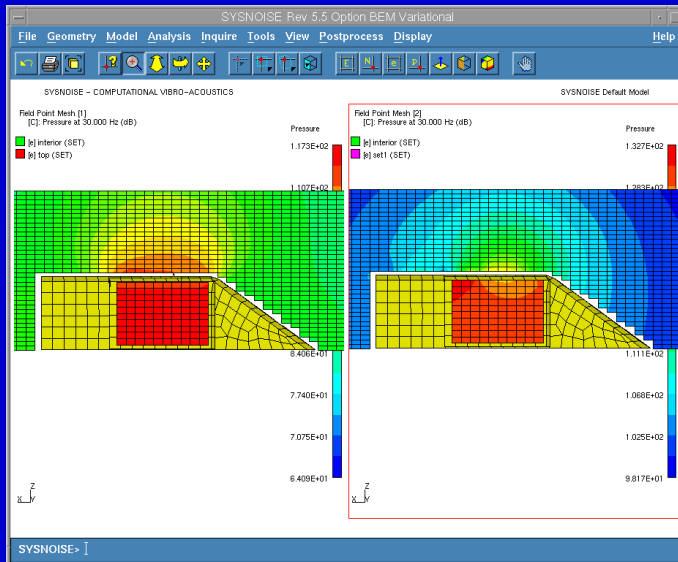 SYSNOISE Rev 5.5 Option BEM Variational
File Geometry Model Analysis Inquire Tools View Postprocess Display Help
SYSNOISE - COMPUTATIONAL VIBRO-ACOUSTICS
SYSNOISE Default Model
Field Point Mesh [1]
[C]: Pressure at 30.000 Hz (dB)
[e] interior (SET)
[e] top (SET)
Pressure
1.173E+02
1.107E+02
8.406E+01
7.740E+01
7.075E+01
6.409E+01
Z
X Y
Field Point Mesh [2]
[C]: Pressure at 30.000 Hz (dB)
[e] interior (SET)
[e] set1 (SET)
Pressure
1.327E+02
1.283E+02
1.111E+02
1.068E+02
1.025E+02
9.817E+01
Z
X Y
SYSNOISE>